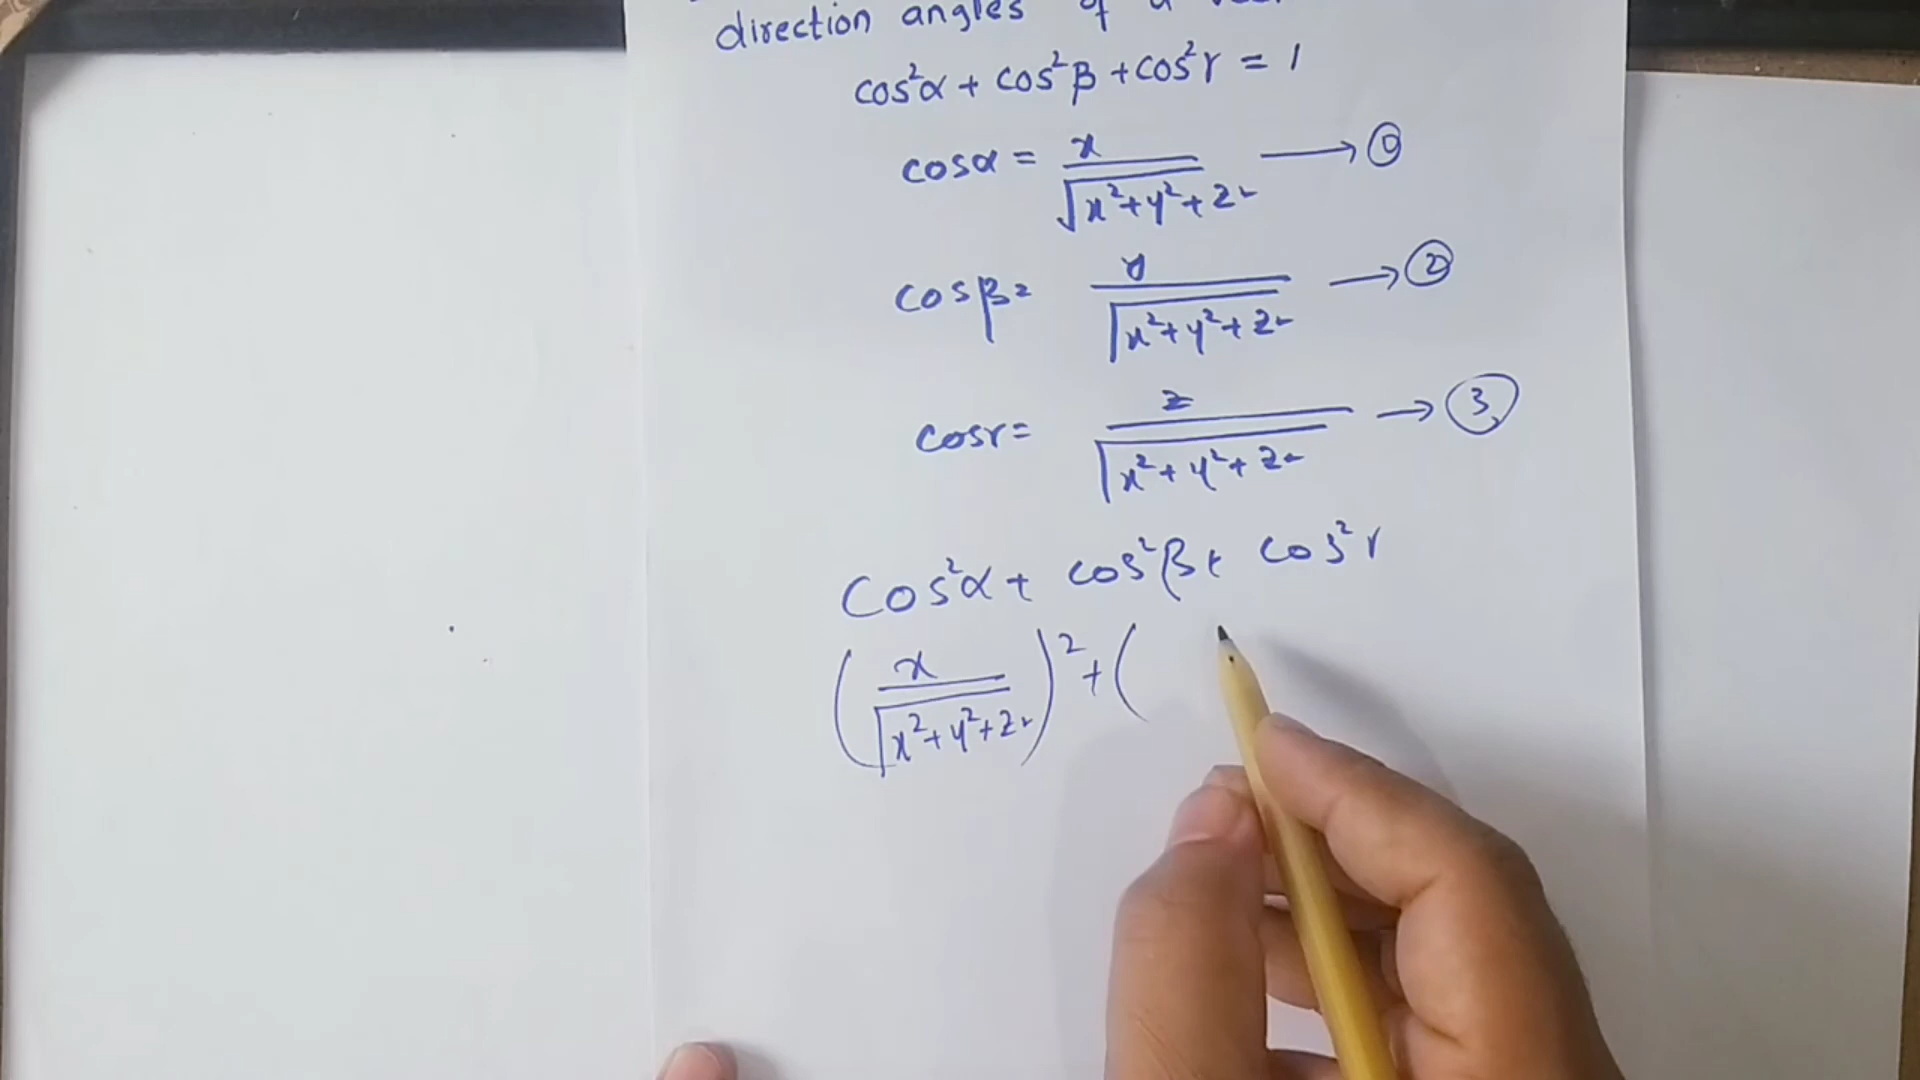 direction angles of a
cos²α + cos²β + cos²γ = 1
cosα = x / √x²+y²+z² → ①
cosβ = y / √x²+y²+z² → ②
cosγ = z / √x²+y²+z² → ③
cos²α + cos²β + cos²γ
(x / √x²+y²+z²)² + (